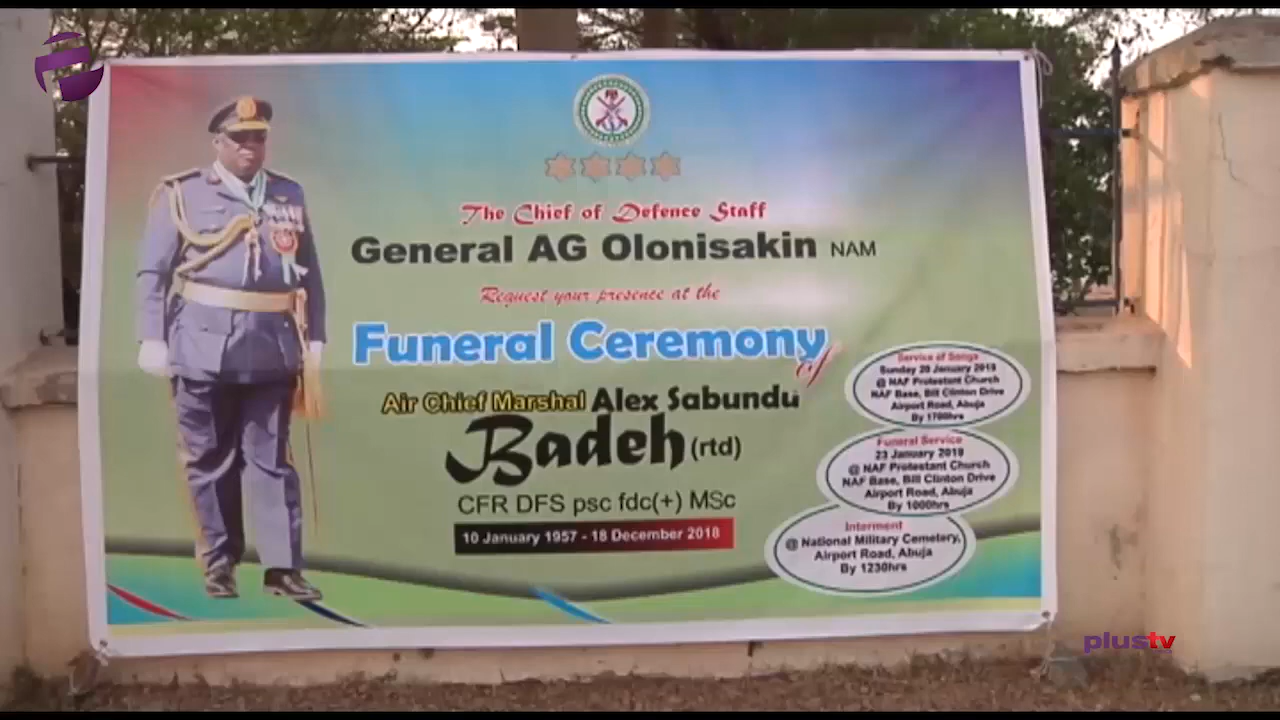 The Chief of Defence Staff
General AG Olonisakin NAM
Request your presence at the
Funeral Ceremony
of
Air Chief Marshal Alex Sabundu
Badeh (rtd)
CFR DFS psc fdc(+) MSc
10 January 1957 - 18 December 2018
Service of Songs
Sunday 20 January 2019
@ NAF Protestant Church
NAF Base, Bill Clinton Drive
Airport Road, Abuja
By 1700hrs
Funeral Service
23 January 2019
@ NAF Protestant Church
NAF Base, Bill Clinton Drive
Airport Road, Abuja
By 1000hrs
Interment
@ National Military Cemetery,
Airport Road, Abuja
By 1230hrs
plustv